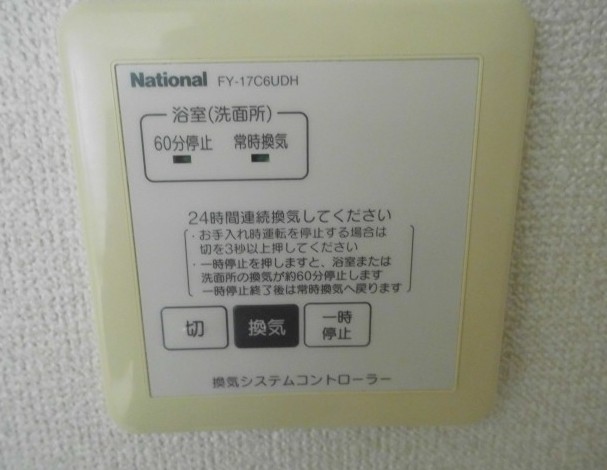 National FY-17C6UDH
浴室(洗面所)
60分停止 常時換気
24時間連続換気してください
・お手入れ時運転を停止する場合は
切を3秒以上押してください
・一時停止を押しますと、浴室または
洗面所の換気が約60分停止します
一時停止終了後は常時換気へ戻ります
切 換気 一時
停止
換気システムコントローラー